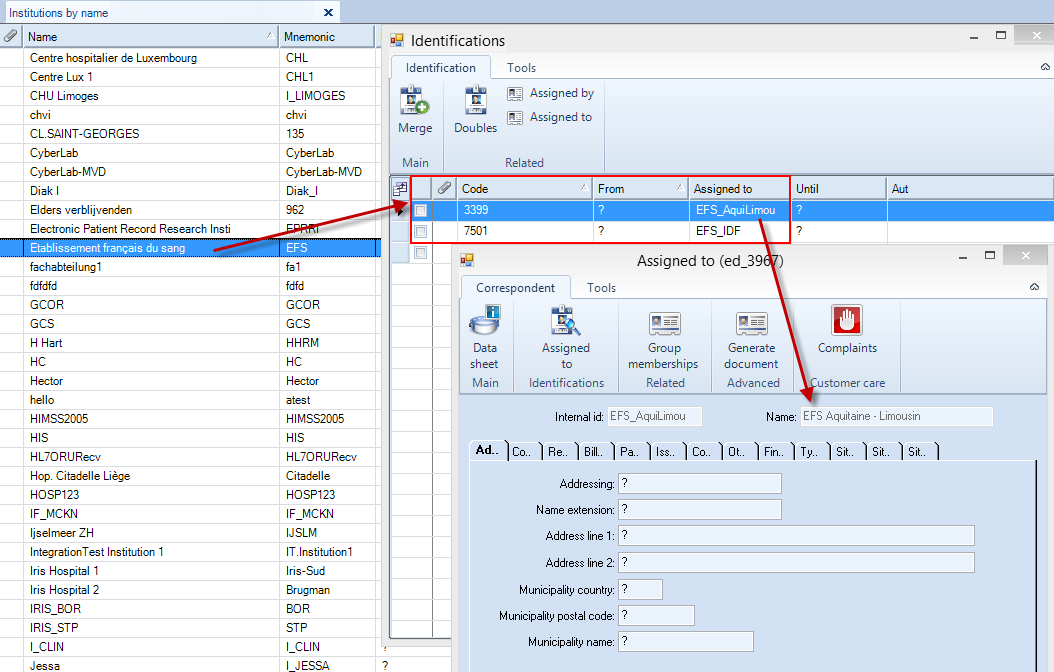 Institutions by name
Name Mnemonic
Centre hospitalier de Luxembourg CHL
Centre Lux 1 CHL1
CHU Limoges I_LIMOGES
chvi chvi
CL.SAINT-GEORGES 135
CyberLab CyberLab
CyberLab-MVD CyberLab-MVD
Diak I Diak_I
Elders verblijvenden 962
Electronic Patient Record Research Insti EPRRI
Etablissement français du sang EFS
fachabteilung1 fa1
fdfdfd fdfd
GCOR GCOR
GCS GCS
H Hart HHRM
HC HC
Hector Hector
hello atest
HIMSS2005 HIMSS2005
HIS HIS
HL7ORURecv HL7ORURecv
Hop. Citadelle Liège Citadelle
HOSP123 HOSP123
IF_MCKN IF_MCKN
Ijselmeer ZH IJSLM
IntegrationTest Institution 1 IT.Institution1
Iris Hospital 1 Iris-Sud
Iris Hospital 2 Brugman
IRIS_BOR BOR
IRIS_STP STP
I_CLIN I_CLIN ?
Jessa I_JESSA ?
Identifications
Identification Tools
Merge
Doubles
Assigned by
Assigned to
Main Related
Code From Assigned to Until Aut
3399 ? EFS_AquiLimou ?
7501 ? EFS_IDF ?
Assigned to (ed_3967)
Correspondent Tools
Data Assigned Group Generate Complaints
sheet to memberships document
Main Identifications Related Advanced Customer care
Internal id: EFS_AquiLimou Name: EFS Aquitaine - Limousin
Ad.. Co.. Re.. Bill.. Pa.. Iss.. Co.. Ot.. Fin.. Ty.. Sit.. Sit.. Sit..
Addressing: ?
Name extension: ?
Address line 1: ?
Address line 2: ?
Municipality country: ?
Municipality postal code: ?
Municipality name: ?